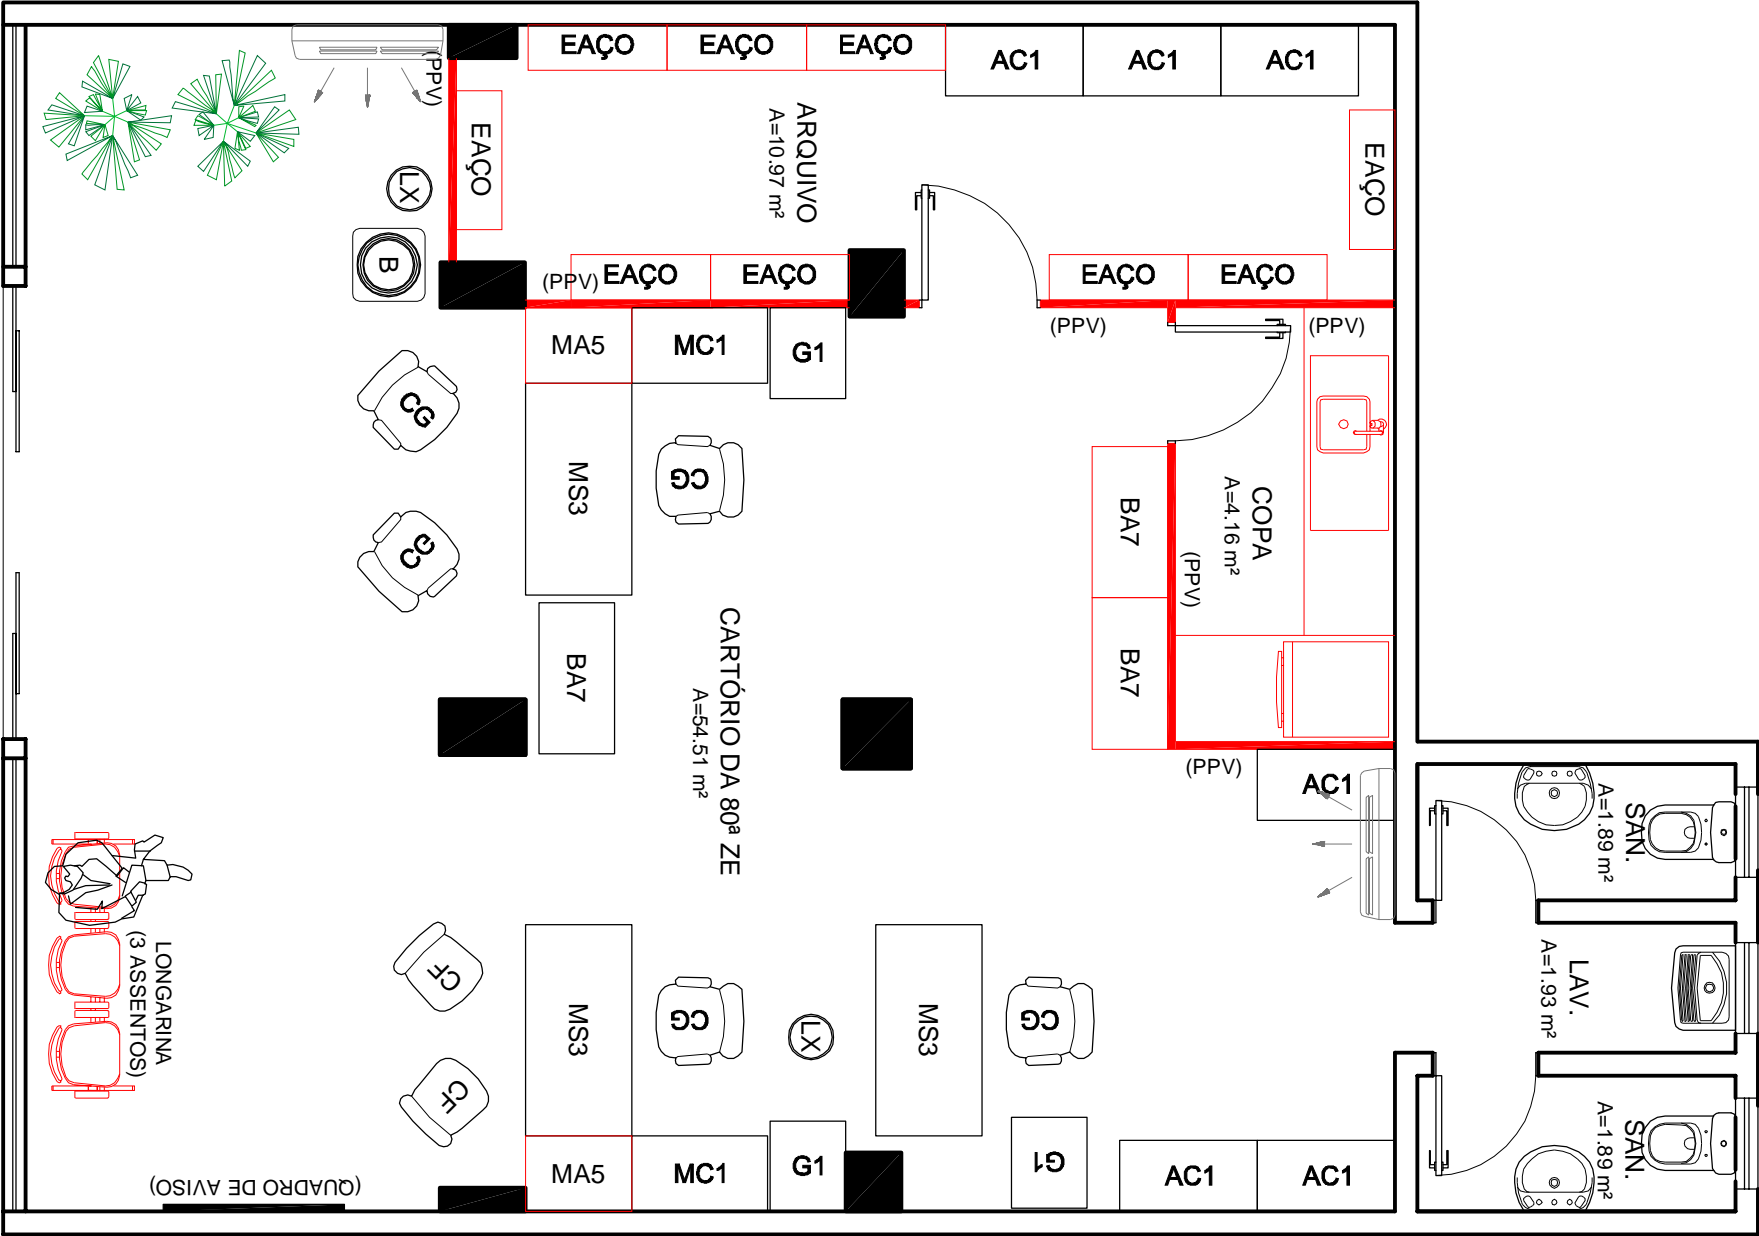 EAÇO
EAÇO
EAÇO
AC1
AC1
AC1
(PPV)
EAÇO
ARQUIVO
A=10.97 m²
EAÇO
LX
B
(PPV)
EAÇO
EAÇO
EAÇO
EAÇO
(PPV)
(PPV)
MA5
MC1
G1
CG
CG
MS3
CG
BA7
COPA
A=4.16 m²
(PPV)
BA7
BA7
CARTÓRIO DA 80ª ZE
A=54.51 m²
(PPV)
AC1
SAN.
A=1.89 m²
LAV.
A=1.93 m²
LONGARINA
(3 ASSENTOS)
CF
CF
MS3
CG
LX
MS3
CG
SAN.
A=1.89 m²
MA5
MC1
G1
G1
AC1
AC1
(QUADRO DE AVISO)